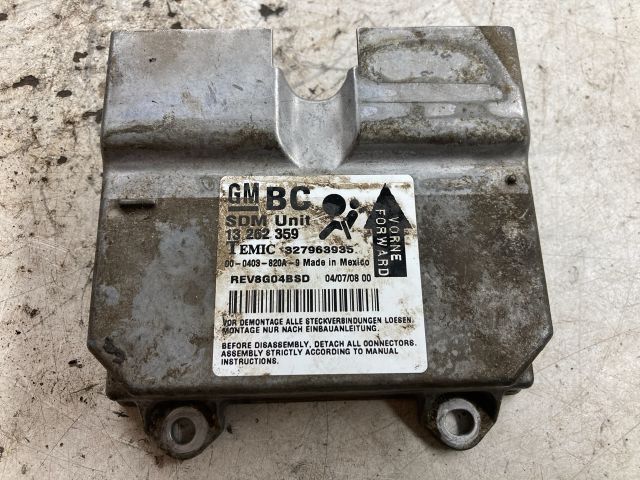 GM BC
SDM Unit
13 262 359
TEMIC 327963935
00-0403-820A-9 Made in Mexico
REV8G04BSD 04/07/08 00
VORNE
FORWARD
VOR DEMONTAGE ALLE STECKVERBINDUNGEN LOESEN.
MONTAGE NUR NACH EINBAUANLEITUNG.
BEFORE DISASSEMBLY, DETACH ALL CONNECTORS.
ASSEMBLY STRICTLY ACCORDING TO MANUAL
INSTRUCTIONS.